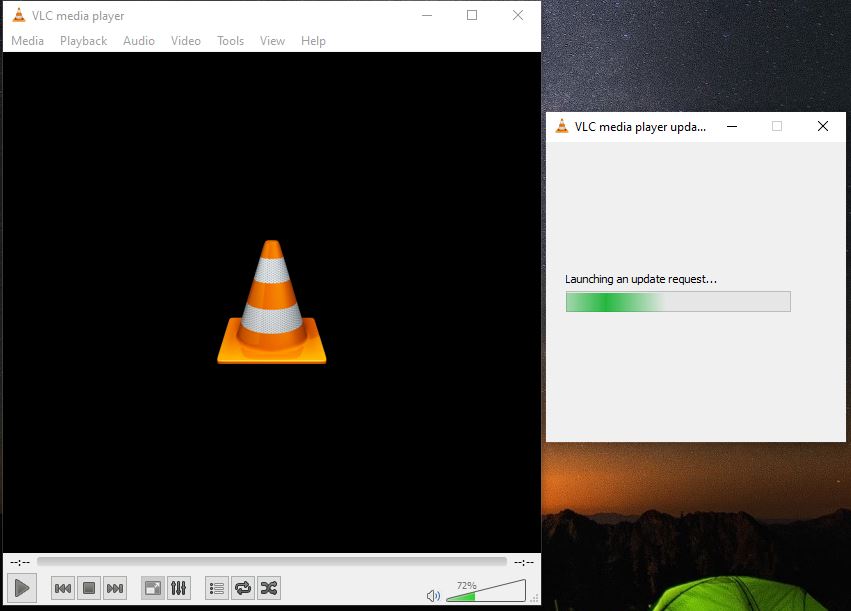 VLC media player
Media Playback Audio Video Tools View Help
VLC media player upda...
Launching an update request...
--:-- --:--
72%